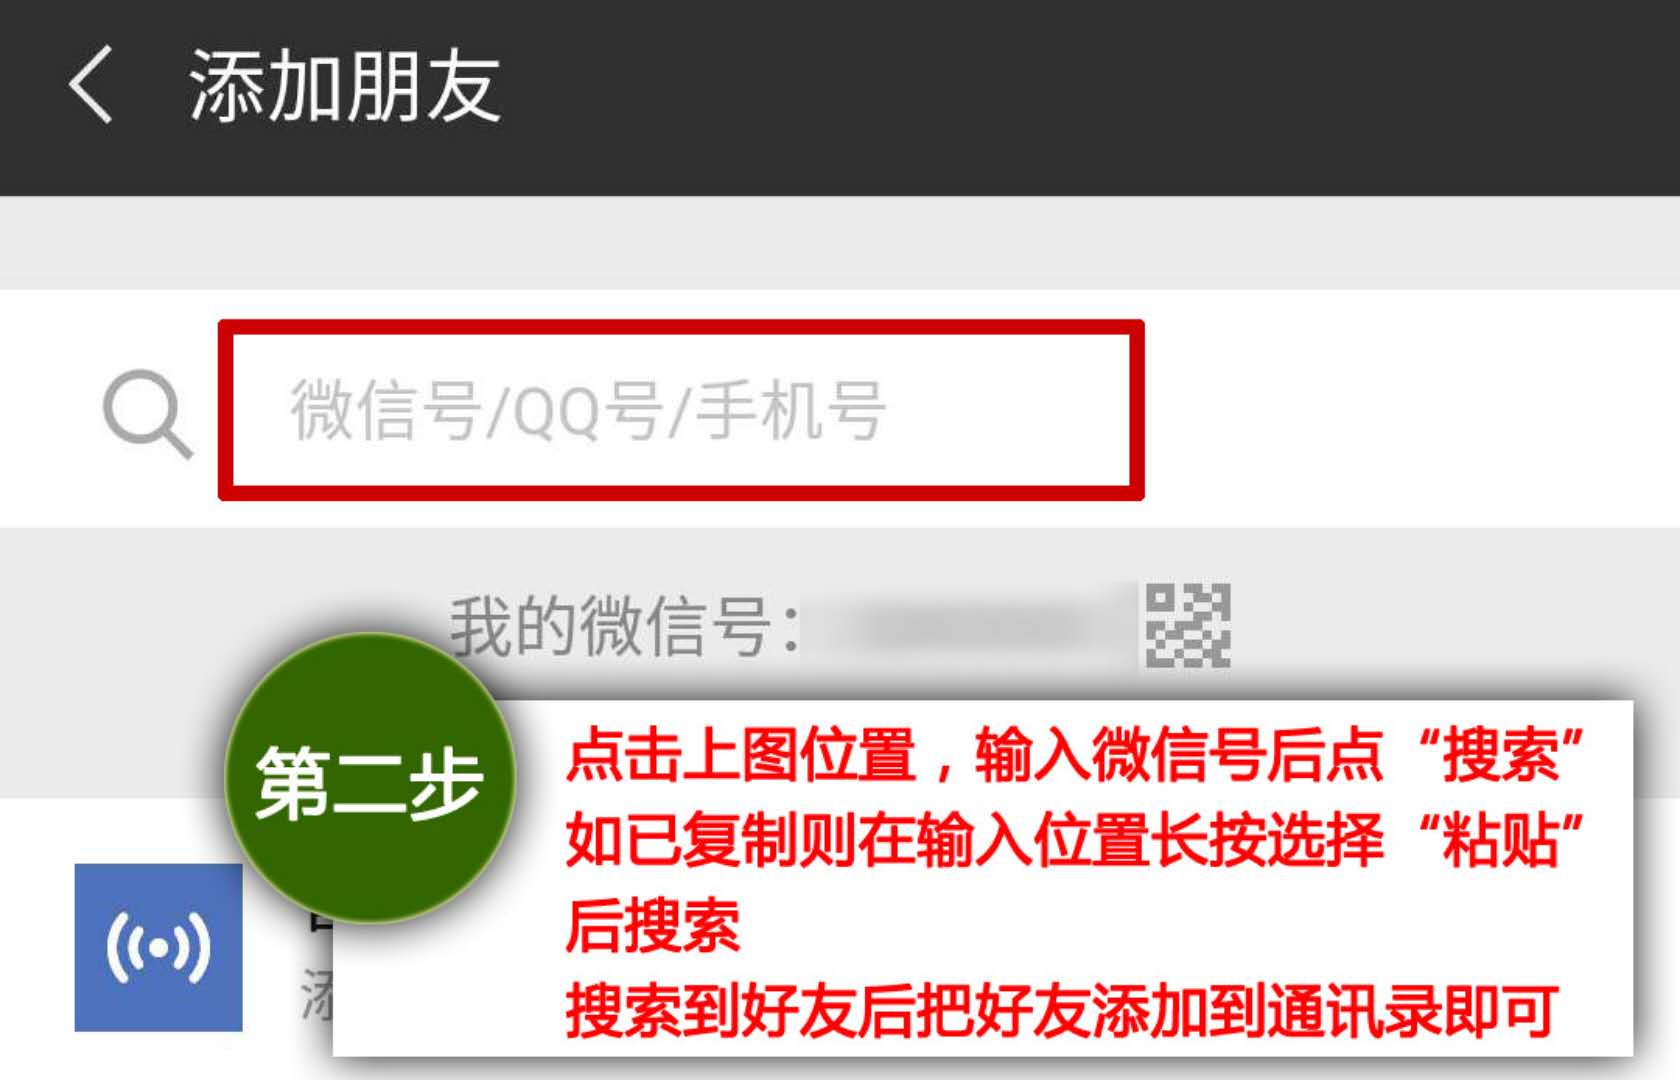 添加朋友
微信号/QQ号/手机号
我的微信号：
第二步
点击上图位置，输入微信号后点“搜索”
如已复制则在输入位置长按选择“粘贴”
后搜索
搜索到好友后把好友添加到通讯录即可